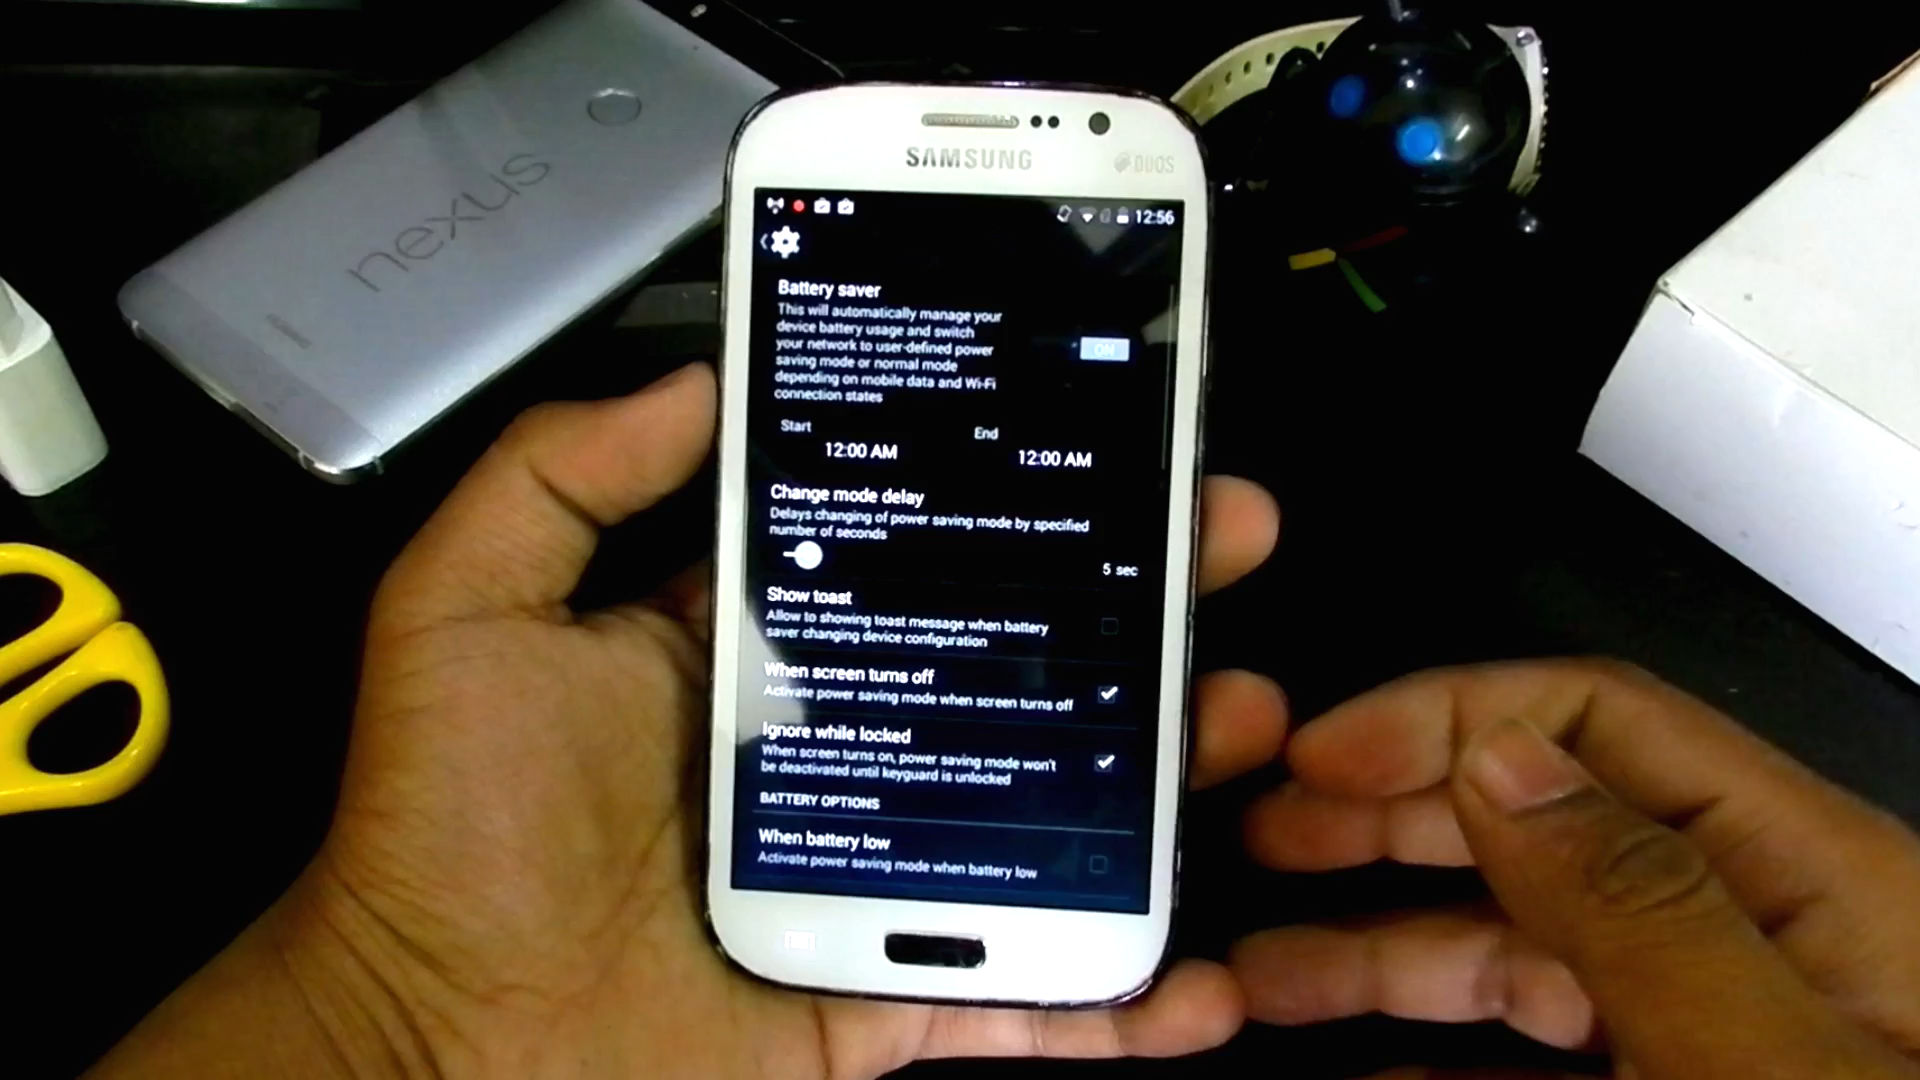 nexus
SAMSUNG
DUOS
12:56
Battery saver
This will automatically manage your
device battery usage and switch
your network to user-defined power
saving mode or normal mode
depending on mobile data and Wi-Fi
connection states
ON
Start
End
12:00 AM
12:00 AM
Change mode delay
Delays changing of power saving mode by specified
number of seconds
5 sec
Show toast
Allow to showing toast message when battery
saver changing device configuration
When screen turns off
Activate power saving mode when screen turns off
Ignore while locked
When screen turns on, power saving mode won't
be deactivated until keyguard is unlocked
BATTERY OPTIONS
When battery low
Activate power saving mode when battery low